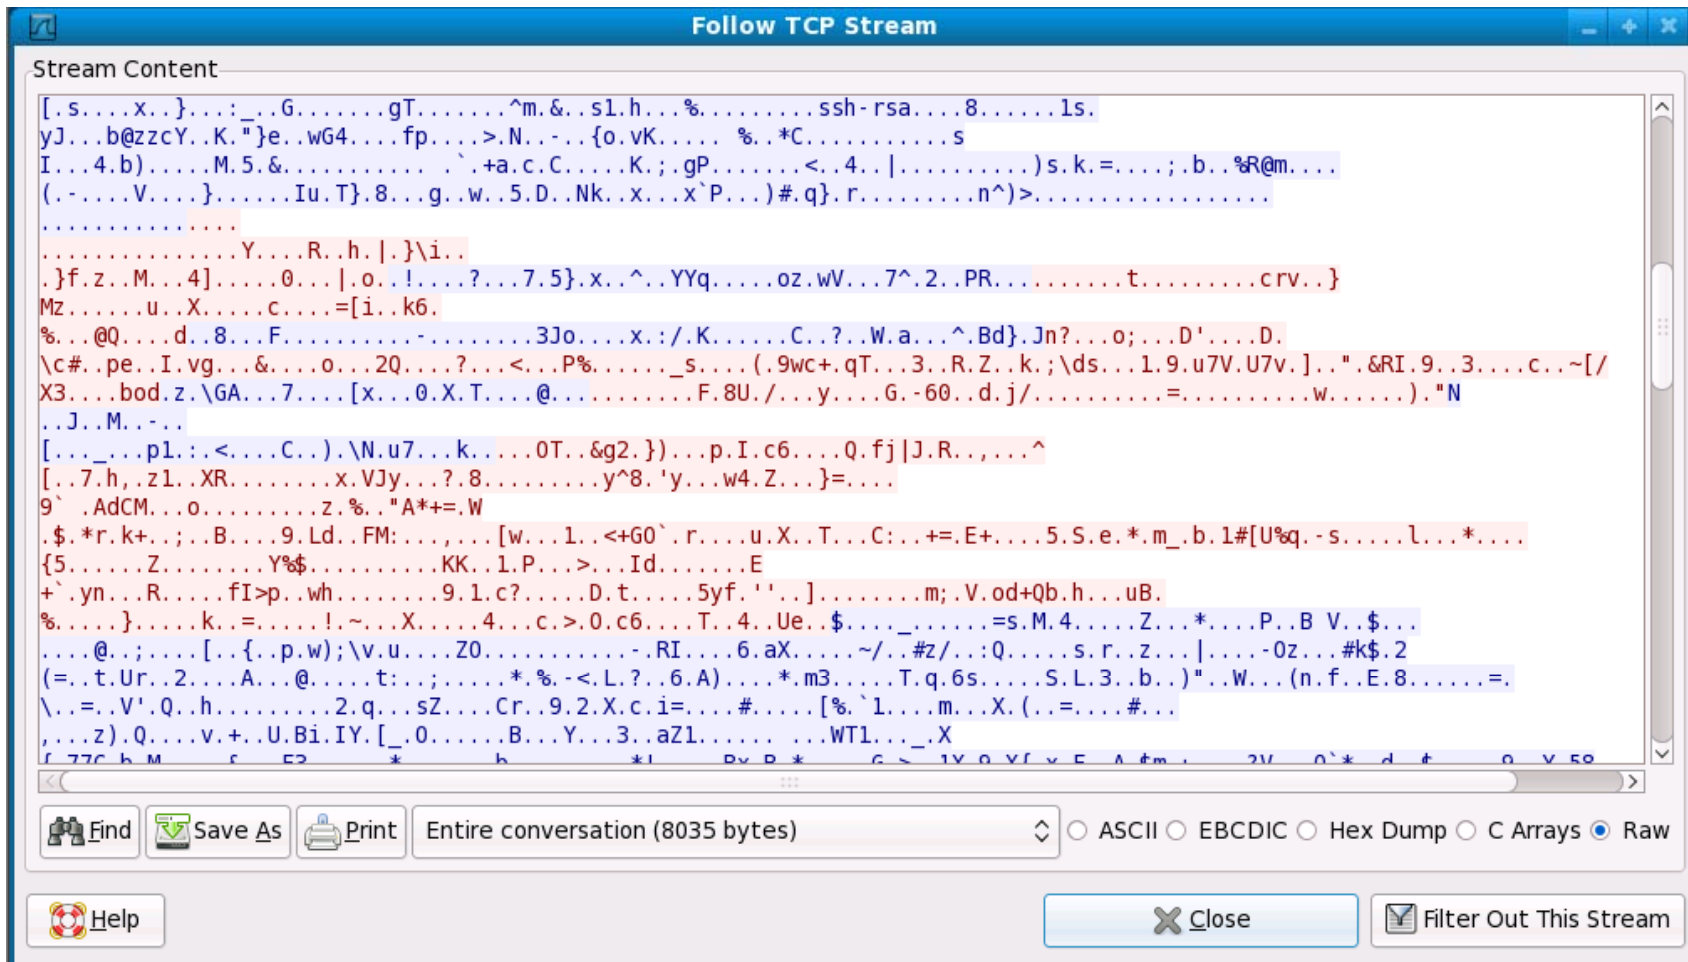 Follow TCP Stream
Stream Content
[.s....x..}...:_..G.......gT.......^m.&..s1.h...%.........ssh-rsa....8......1s.
yJ...b@zzcY..K."}e..wG4....fp....>.N..-..{o.vK..... %..*C............s
I...4.b).....M.5.&........... .`.+a.c.C.....K.;.gP.......<..4..|..........)s.k.=....;.b..%R@m....
(.-....V....}......Iu.T}.8...g..w..5.D..Nk..x...x`P...)#.q}.r.........n^)>..................
...............
...............Y....R..h.|.}\i..
.}f.z..M...4].....0...|.o..!....?...7.5}.x..^..YYq.....oz.wV...7^.2..PR..........t.........crv..}
Mz.....u..X.....c....=[i..k6.
%...@Q....d..8...F..........-........3Jo....x.:/.K......C..?..W.a...^.Bd}.Jn?...o;...D'....D.
\c#..pe..I.vg...&....o...2Q....?...<...P%......_s....(.9wc+.qT...3..R.Z..k.;\ds...1.9.u7V.U7v.]..".&RI.9..3....c..~[/
X3....bod.z.\GA...7....[x...0.X.T....@...........F.8U./...y....G.-60..d.j/..........=..........w......)."N
..J..M..-..
[..._...p1.:.<....C..).\N.u7...k.....OT..&g2.})...p.I.c6....Q.fj|J.R..,...^
[..7.h,.z1..XR........x.VJy...?.8.........y^8.'y...w4.Z...}=....
9` .AdCM...o.........z.%.."A*+=.W
.$.*r.k+..;..B....9.Ld..FM:...,...[w...1..<+GO`.r....u.X..T...C:..+=.E+....5.S.e.*.m_.b.1#[U%q.-s.....l...*....
{5......Z........Y%$..........KK..1.P...>...Id.......E
+`.yn...R.....fI>p..wh........9.1.c?.....D.t.....5yf.''..]........m;.V.od+Qb.h...uB.
%.....}.....k..=.....!.~...X.....4...c.>.O.c6....T..4..Ue..$...._......=s.M.4.....Z...*....P..B V..$...
....@..;....[..{..p.w);\v.u....ZO...........-.RI....6.aX.....~/..#z/..:Q.....s.r..z...|....-Oz...#k$.2
(=..t.Ur..2....A...@.....t:..;.....*.%.-<.L.?..6.A)....*.m3.....T.q.6s.....S.L.3..b..)"..W...(n.f..E.8......=.
\..=..V'.Q..h.........2.q...sZ....Cr..9.2.X.c.i=....#.....[%.`1....m...X.(..=....#...
,...z).Q....v.+..U.Bi.IY.[_.O......B...Y...3..aZ1...... ...WT1..._.X
Find
Save As
Print
Entire conversation (8035 bytes)
ASCII
EBCDIC
Hex Dump
C Arrays
Raw
Help
Close
Filter Out This Stream